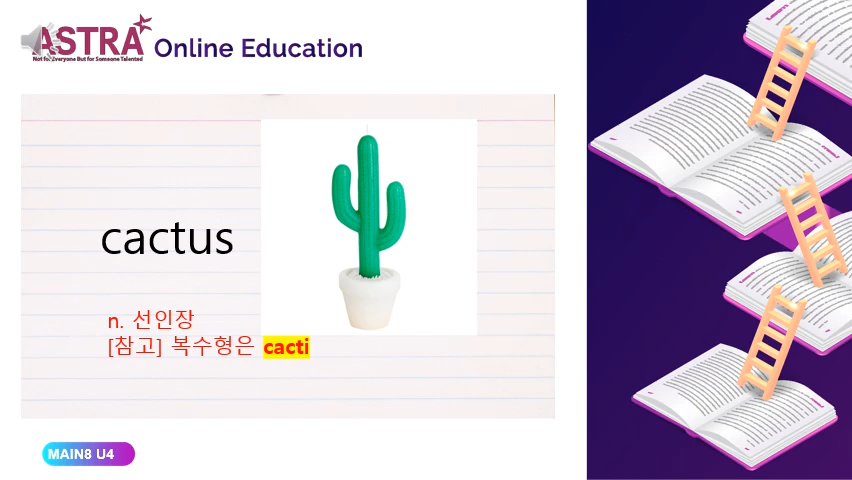 ASTRA
Not for Everyone But for Someone Talented
Online Education
cactus
n. 선인장
[참고] 복수형은 cacti
MAIN8 U4